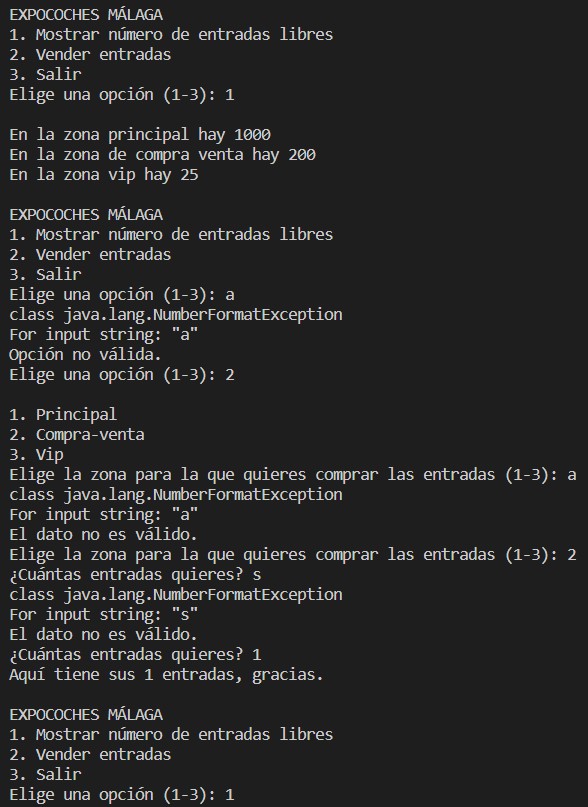 EXPOCOCHES MÁLAGA
1. Mostrar número de entradas libres
2. Vender entradas
3. Salir
Elige una opción (1-3): 1
En la zona principal hay 1000
En la zona de compra venta hay 200
En la zona vip hay 25
EXPOCOCHES MÁLAGA
1. Mostrar número de entradas libres
2. Vender entradas
3. Salir
Elige una opción (1-3): a
class java.lang.NumberFormatException
For input string: "a"
Opción no válida.
Elige una opción (1-3): 2
1. Principal
2. Compra-venta
3. Vip
Elige la zona para la que quieres comprar las entradas (1-3): a
class java.lang.NumberFormatException
For input string: "a"
El dato no es válido.
Elige la zona para la que quieres comprar las entradas (1-3): 2
¿Cuántas entradas quieres? s
class java.lang.NumberFormatException
For input string: "s"
El dato no es válido.
¿Cuántas entradas quieres? 1
Aquí tiene sus 1 entradas, gracias.
EXPOCOCHES MÁLAGA
1. Mostrar número de entradas libres
2. Vender entradas
3. Salir
Elige una opción (1-3): 1